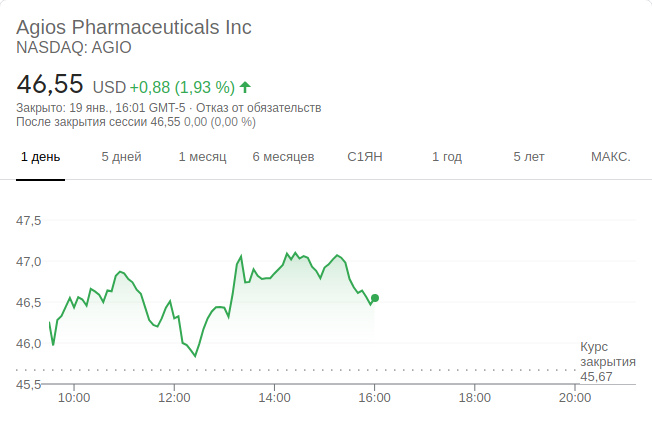 Agios Pharmaceuticals Inc
NASDAQ: AGIO
46,55 USD +0,88 (1,93 %)
Закрыто: 19 янв., 16:01 GMT-5 · Отказ от обязательств
После закрытия сессии 46,55 0,00 (0,00 %)
1 день 5 дней 1 месяц 6 месяцев С1ЯН 1 год 5 лет МАКС.
47,5
47,0
46,5
46,0
45,5
Курс
закрытия
45,67
10:00 12:00 14:00 16:00 18:00 20:00